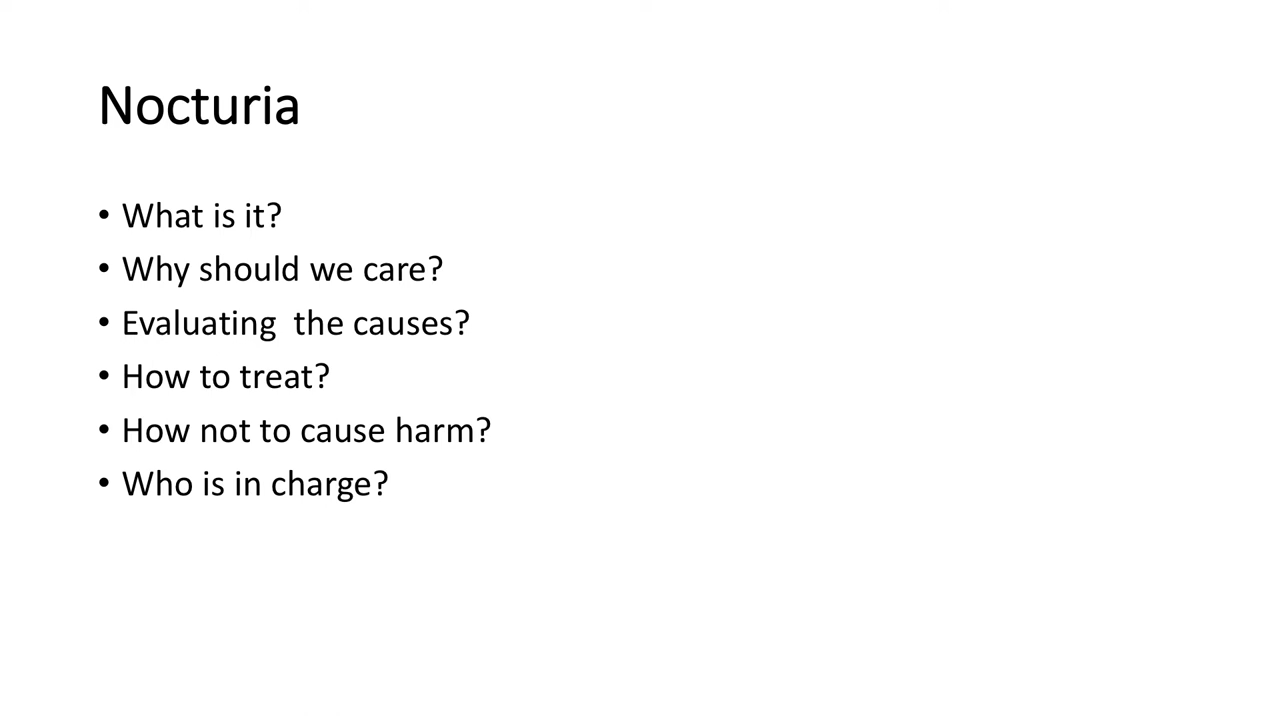 Nocturia
• What is it?
• Why should we care?
• Evaluating  the causes?
• How to treat?
• How not to cause harm?
• Who is in charge?